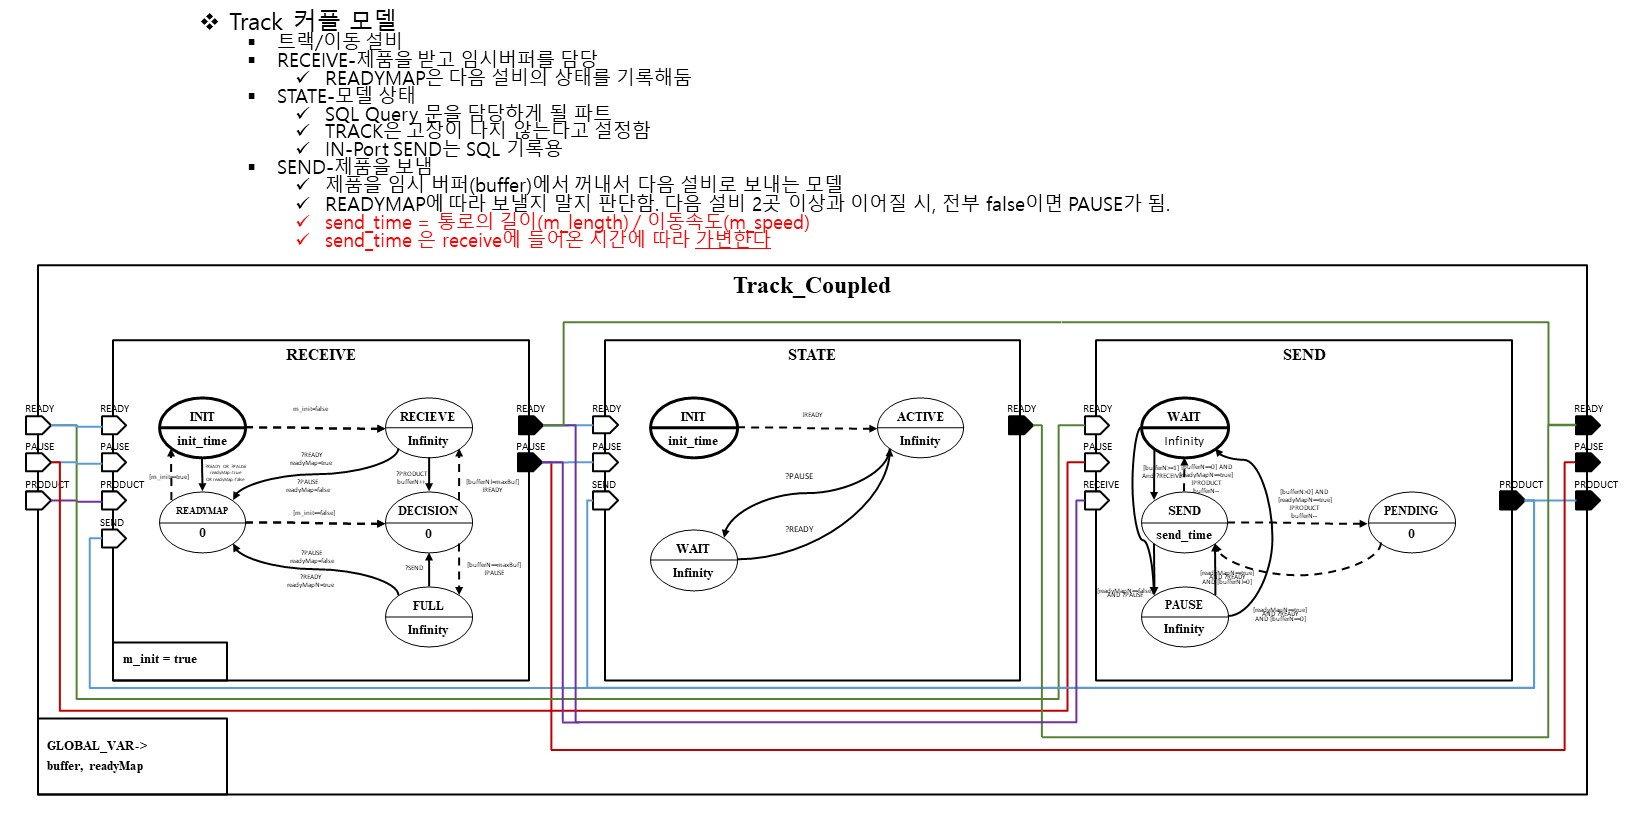 ❖ Track 커플 모델
▪ 트랙/이동 설비
▪ RECEIVE-제품을 받고 임시버퍼를 담당
✓ READYMAP은 다음 설비의 상태를 기록해둠
▪ STATE-모델 상태
✓ SQL Query 문을 담당하게 될 파트
✓ TRACK은 고장이 나지 않는다고 설정함
✓ IN-Port SEND는 SQL 기록용
▪ SEND-제품을 보냄
✓ 제품을 임시 버퍼(buffer)에서 꺼내서 다음 설비로 보내는 모델
✓ READYMAP에 따라 보낼지 말지 판단함. 다음 설비 2곳 이상과 이어질 시, 전부 false이면 PAUSE가 됨.
✓ send_time = 통로의 길이(m_length) / 이동속도(m_speed)
✓ send_time 은 receive에 들어온 시간에 따라 가변한다
Track_Coupled
READY
PAUSE
PRODUCT
RECEIVE
READY
PAUSE
PRODUCT
SEND
INIT
init_time
m_init=false
RECIEVE
Infinity
[m_init=true]
?READY OR ?PAUSE
readyMap=true
OR readyMap=false
?READY
readyMap=true
?PAUSE
readyMap=false
?PRODUCT
bufferN++
[bufferN!=maxBuf]
!READY
READYMAP
0
[m_init=false]
DECISION
0
?PAUSE
readyMap=false
?READY
readyMapN=true
?SEND
[bufferN==maxBuf]
!PAUSE
FULL
Infinity
m_init = true
READY
PAUSE
STATE
READY
PAUSE
SEND
INIT
init_time
!READY
ACTIVE
Infinity
?PAUSE
?READY
WAIT
Infinity
READY
SEND
READY
PAUSE
RECEIVE
WAIT
Infinity
[bufferN>=1]
And ?RECEIVE
[bufferN==0] AND
[readyMapN==true]
!PRODUCT
bufferN--
SEND
send_time
[bufferN>0] AND
[readyMapN==true]
!PRODUCT
bufferN--
PENDING
0
[readyMapN==false]
AND ?PAUSE
[readyMapN==true]
AND ?READY
AND [bufferN!=0]
PAUSE
Infinity
[readyMapN==true]
AND ?READY
AND [bufferN==0]
PRODUCT
READY
PAUSE
PRODUCT
GLOBAL_VAR->
buffer, readyMap